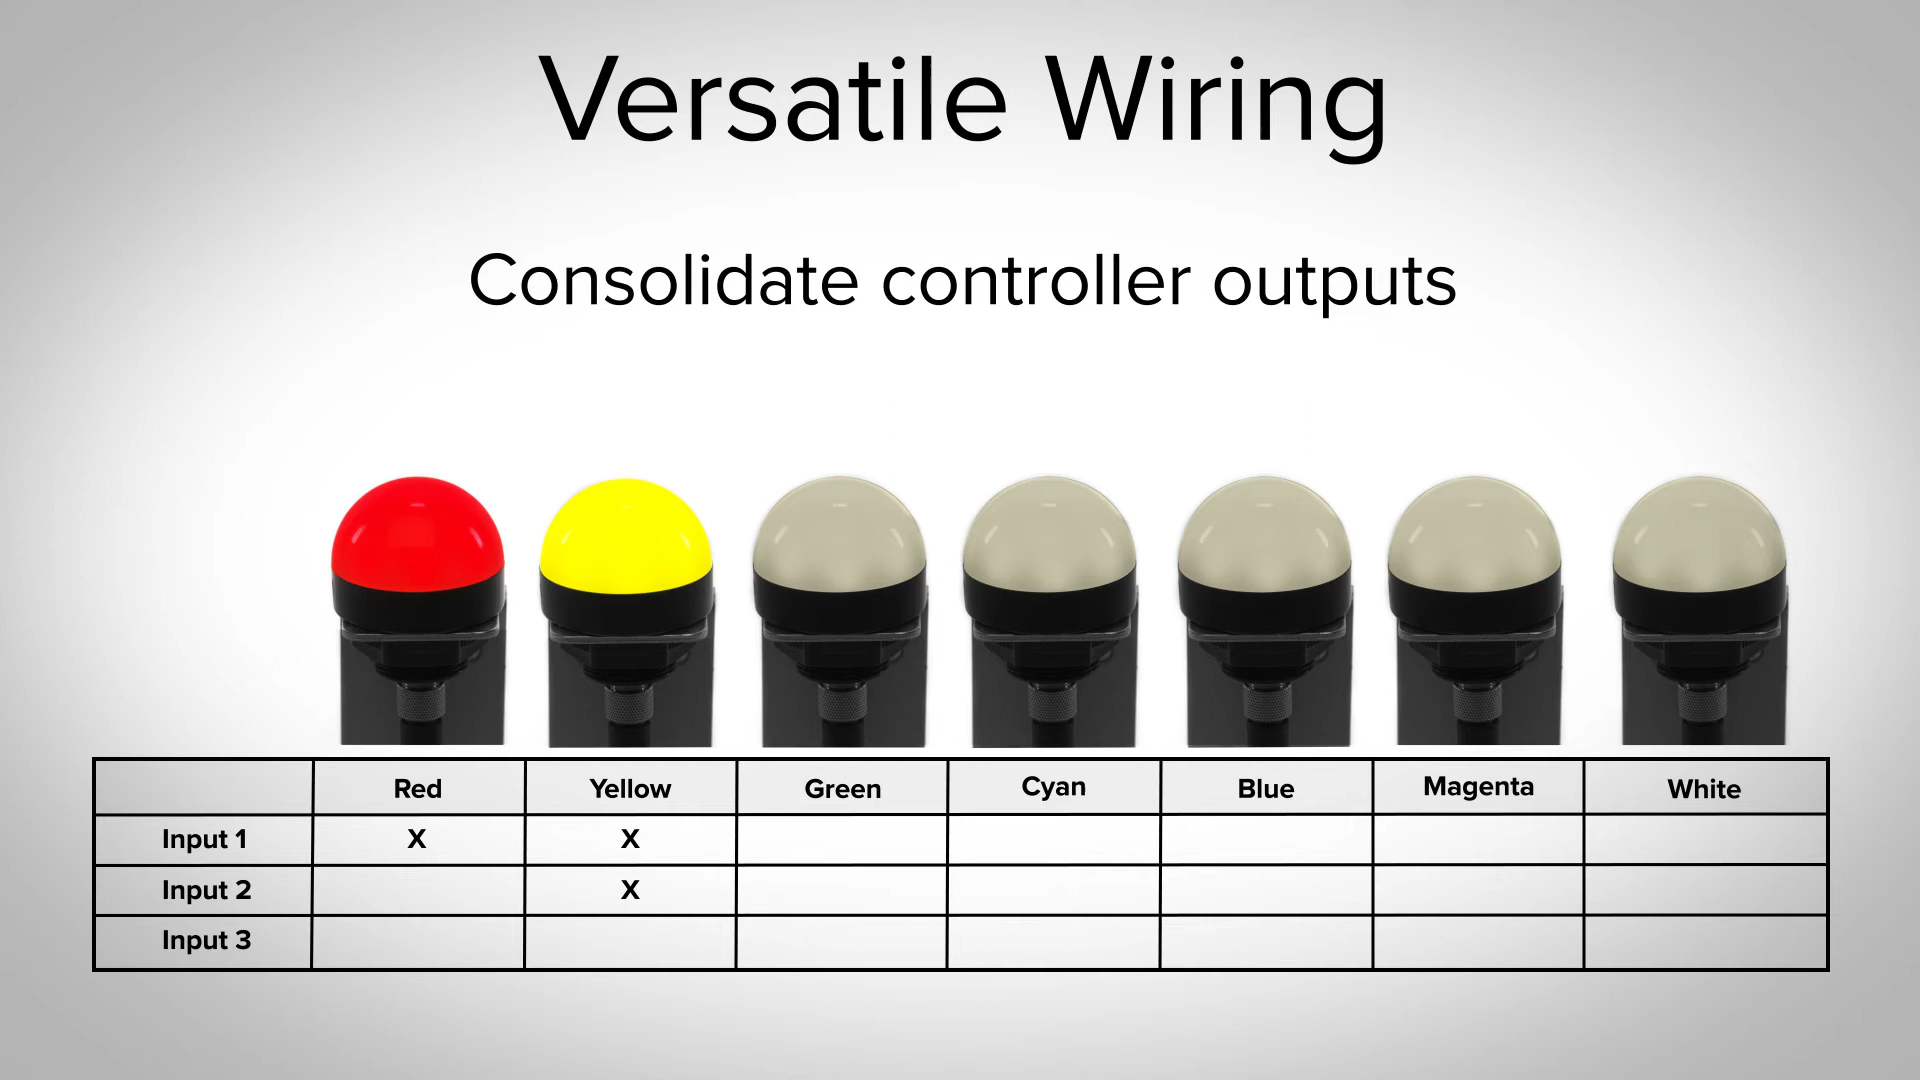 Versatile Wiring
Consolidate controller outputs
Red Yellow Green Cyan Blue Magenta White
Input 1 X X
Input 2 X
Input 3